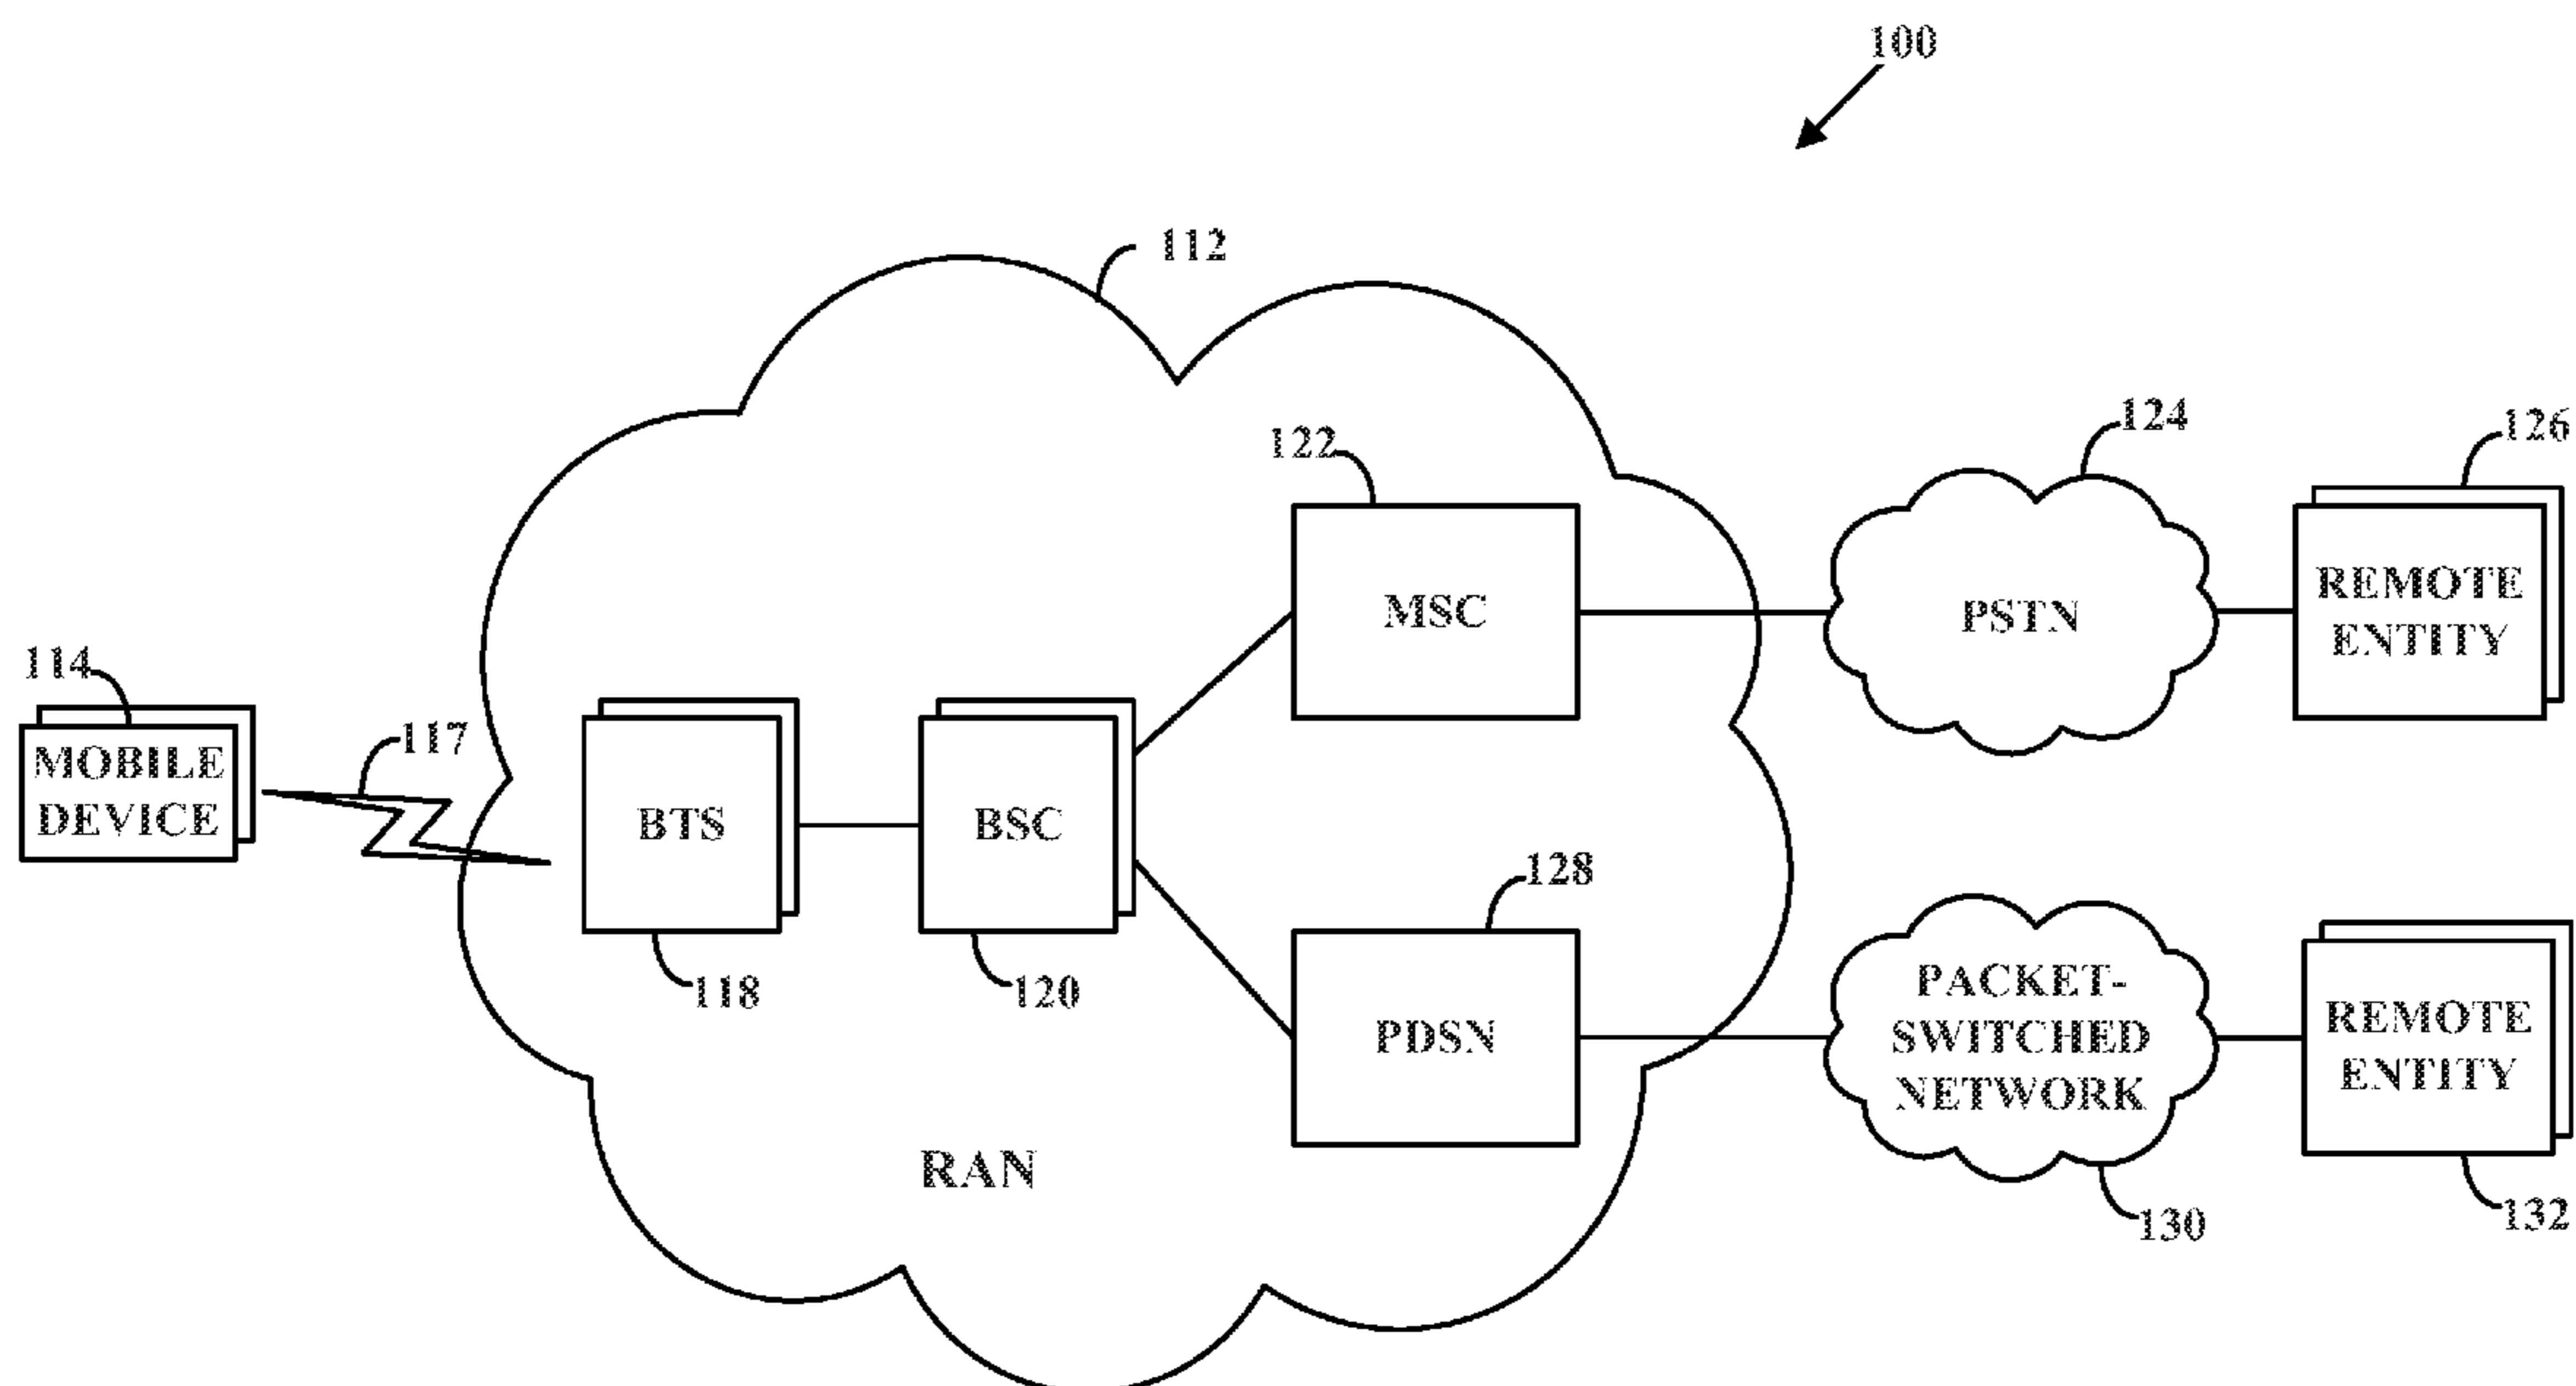 100
112
124
126
122
REMOTE
ENTITY
MSC
PSTN
114
117
MOBILE
DEVICE
BTS
BSC
128
118
120
PACKET-
SWITCHED
NETWORK
PDSN
REMOTE
ENTITY
RAN
130
132